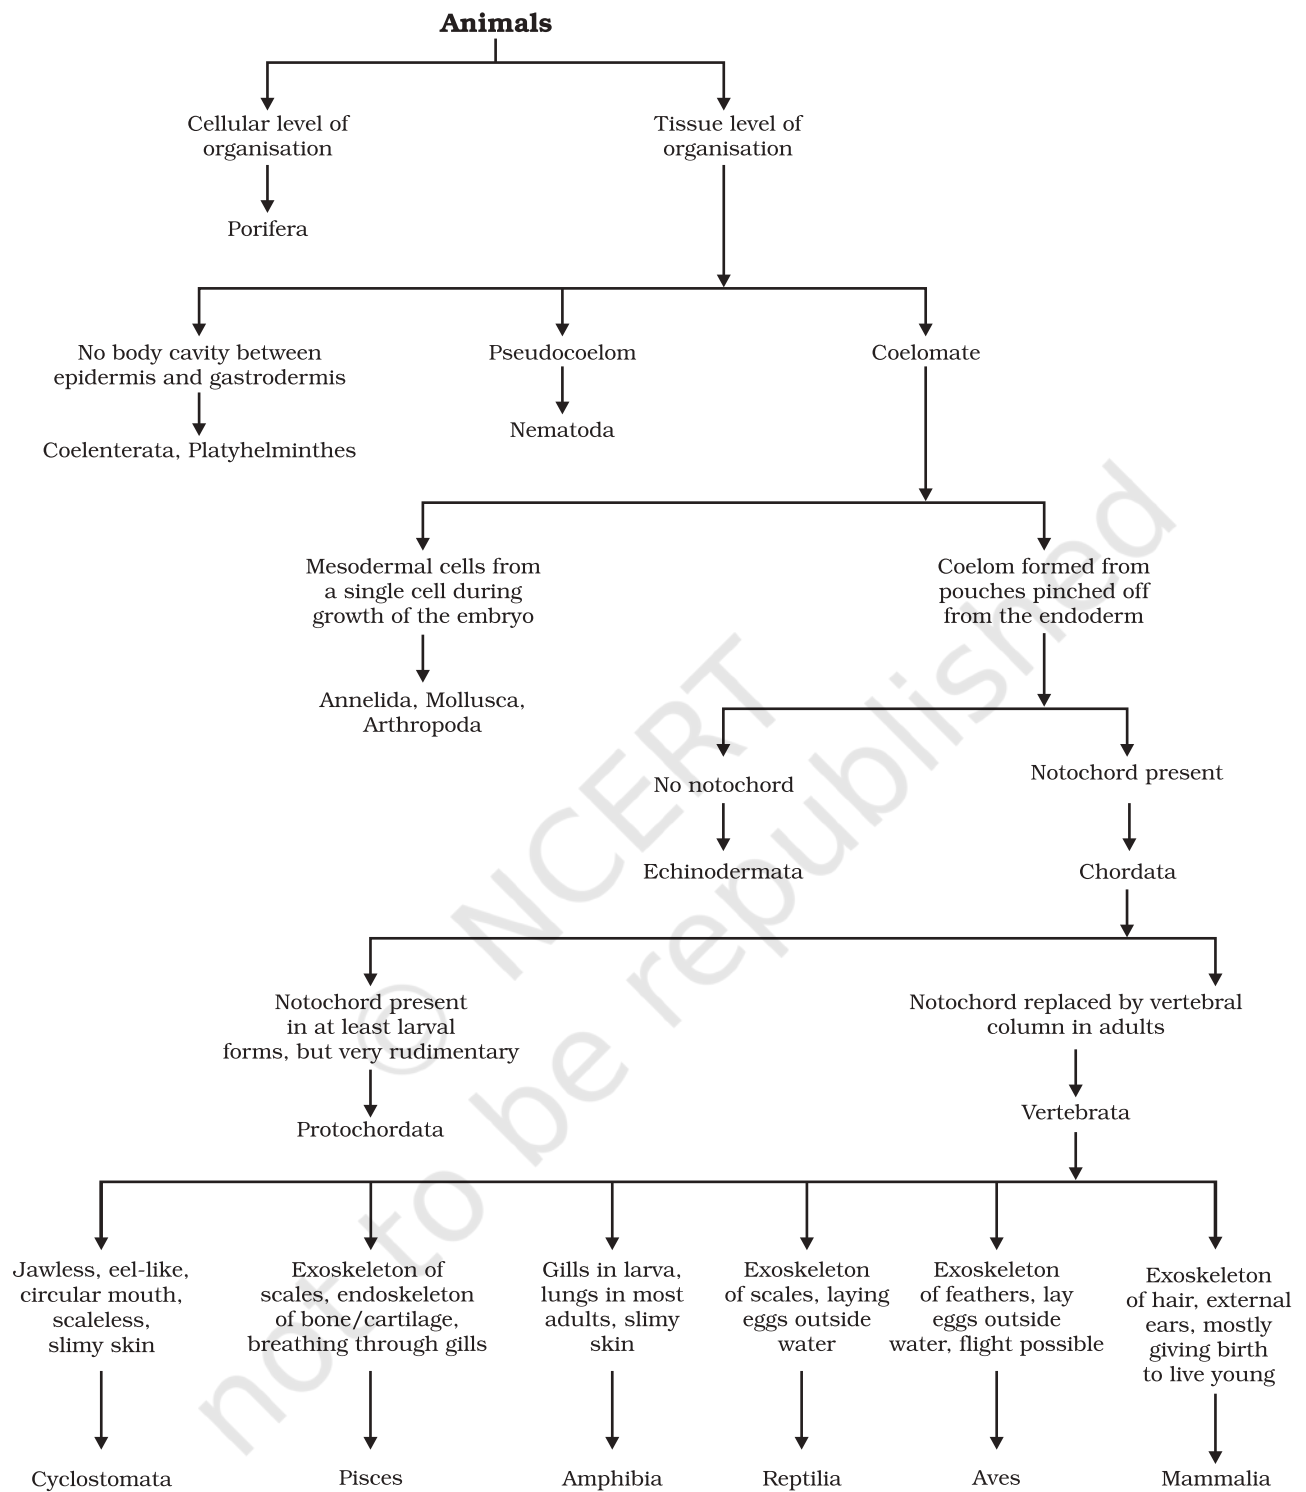 Animals
Cellular level of
organisation
Tissue level of
organisation
Porifera
No body cavity between
epidermis and gastrodermis
Pseudocoelom
Coelomate
Coelenterata, Platyhelminthes
Nematoda
Mesodermal cells from
a single cell during
growth of the embryo
Coelom formed from
pouches pinched off
from the endoderm
Annelida, Mollusca,
Arthropoda
No notochord
Notochord present
Echinodermata
Chordata
Notochord present
in at least larval
forms, but very rudimentary
Notochord replaced by vertebral
column in adults
Protochordata
Vertebrata
Jawless, eel-like,
circular mouth,
scaleless,
slimy skin
Exoskeleton of
scales, endoskeleton
of bone/cartilage,
breathing through gills
Gills in larva,
lungs in most
adults, slimy
skin
Exoskeleton
of scales, laying
eggs outside
water
Exoskeleton
of feathers, lay
eggs outside
water, flight possible
Exoskeleton
of hair, external
ears, mostly
giving birth
to live young
Cyclostomata
Pisces
Amphibia
Reptilia
Aves
Mammalia
© NCERT
not to be republished